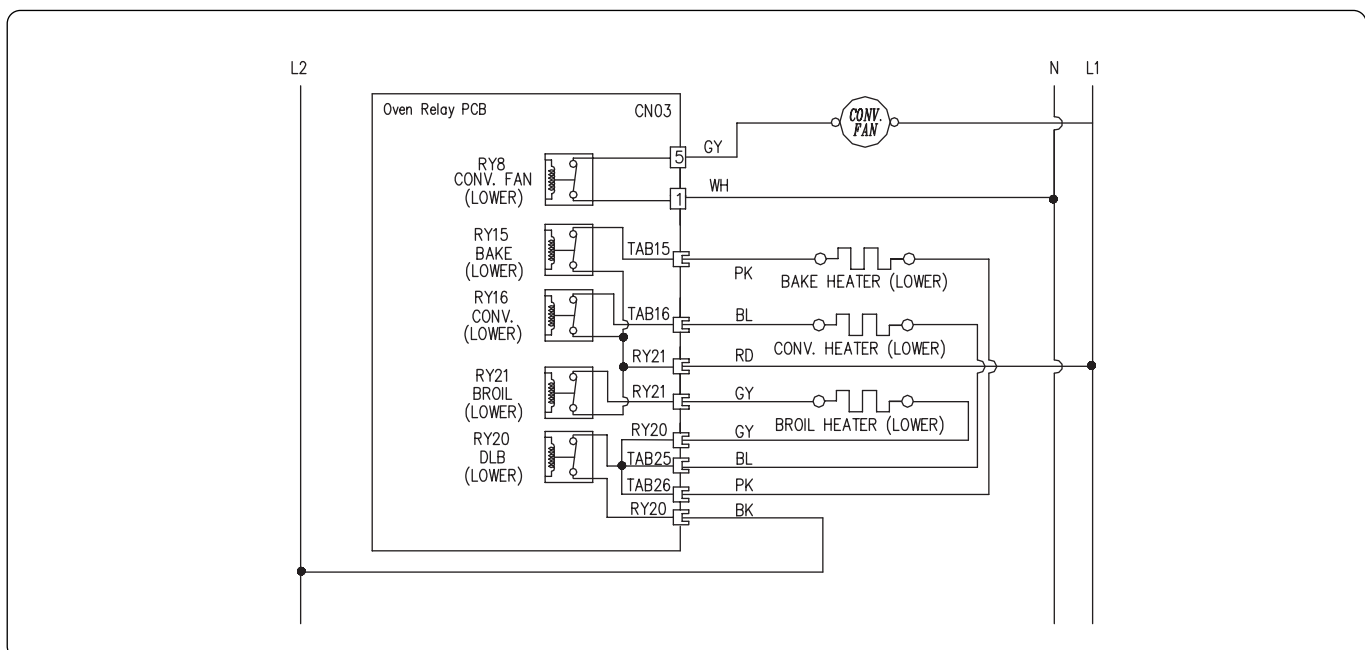 L2
N
L1
Oven Relay PCB
CN03
CONV.
FAN
5
GY
RY8
CONV. FAN
(LOWER)
1
WH
RY15
BAKE
(LOWER)
TAB15
PK
BAKE HEATER (LOWER)
RY16
CONV.
(LOWER)
TAB16
BL
CONV. HEATER (LOWER)
RY21
RD
RY21
BROIL
(LOWER)
RY21
GY
BROIL HEATER (LOWER)
RY20
GY
RY20
DLB
(LOWER)
TAB25
BL
TAB26
PK
RY20
BK